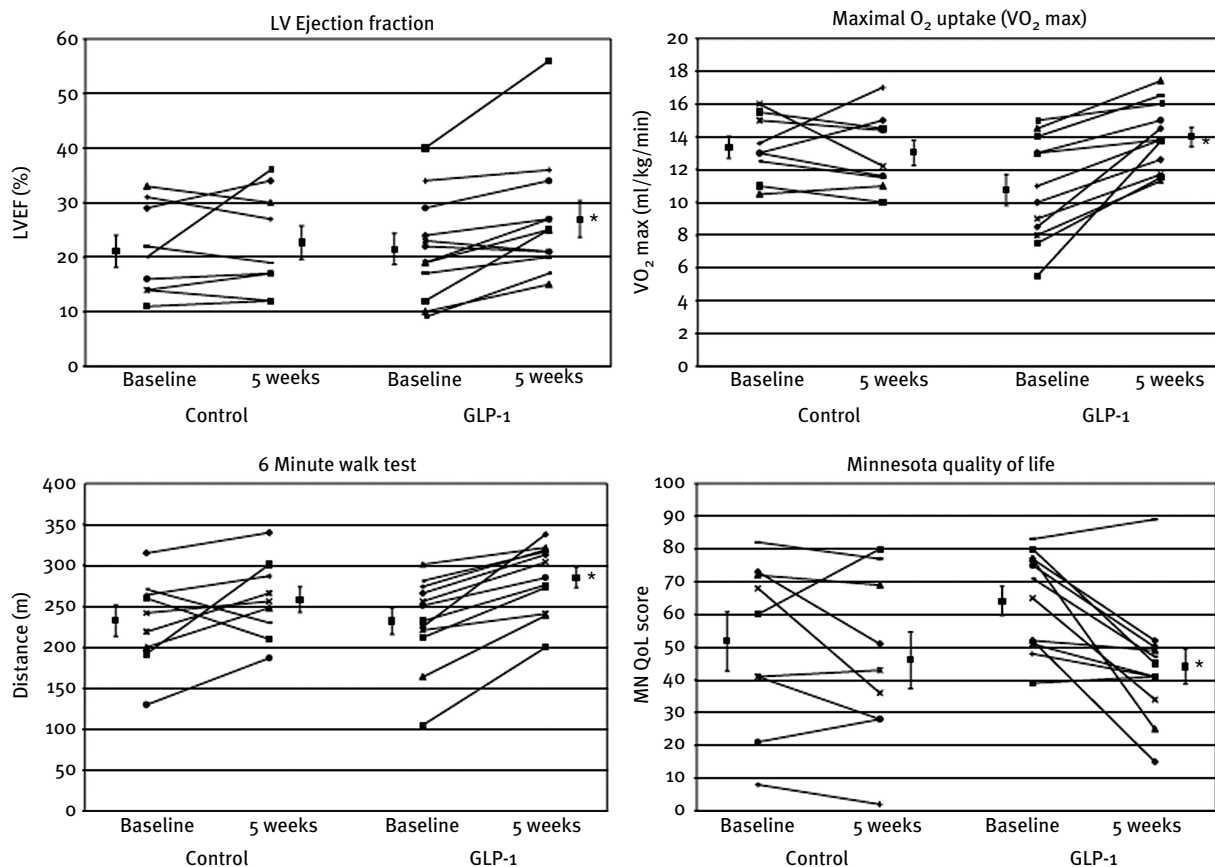 LV Ejection fraction
60
50
40
30
20
10
0
LVEF (%)
Baseline 5 weeks Baseline 5 weeks
Control GLP-1
*
Maximal O₂ uptake (VO₂ max)
20
18
16
14
12
10
8
6
4
2
0
VO₂ max (ml/kg/min)
Baseline 5 weeks Baseline 5 weeks
Control GLP-1
*
6 Minute walk test
400
350
300
250
200
150
100
50
0
Distance (m)
Baseline 5 weeks Baseline 5 weeks
Control GLP-1
*
Minnesota quality of life
100
90
80
70
60
50
40
30
20
10
0
MN QoL score
Baseline 5 weeks Baseline 5 weeks
Control GLP-1
*